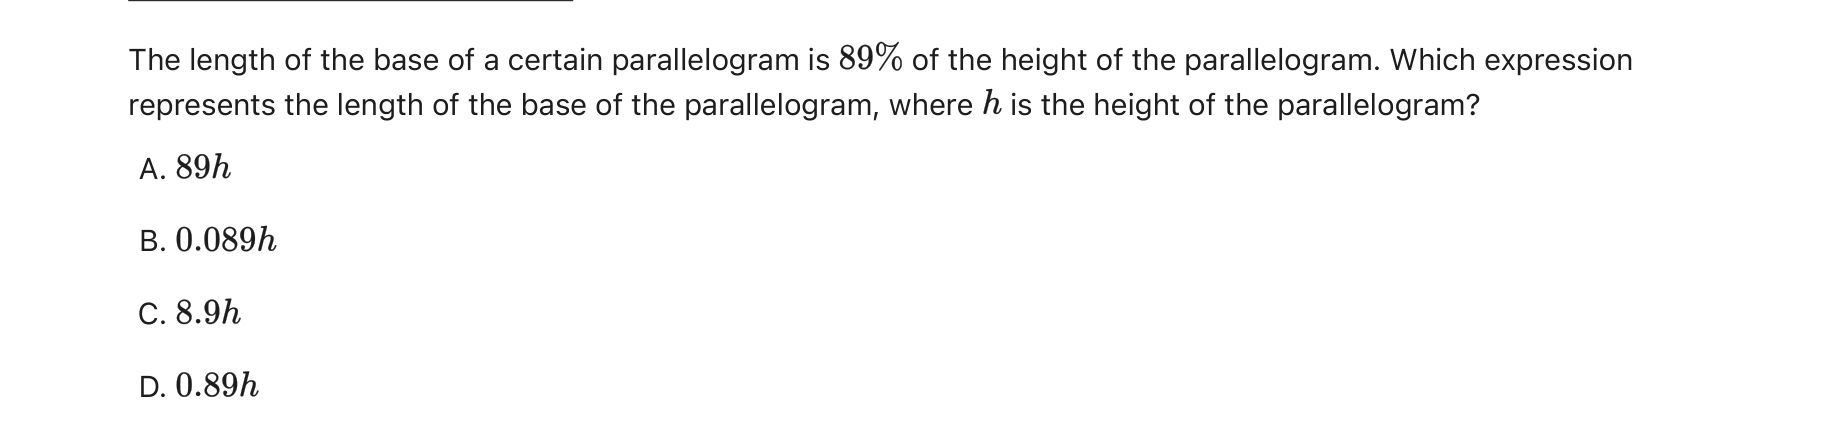 The length of the base of a certain parallelogram is 89% of the height of the parallelogram. Which expression
represents the length of the base of the parallelogram, where h is the height of the parallelogram?
A. 89h
B. 0.089h
C. 8.9h
D. 0.89h